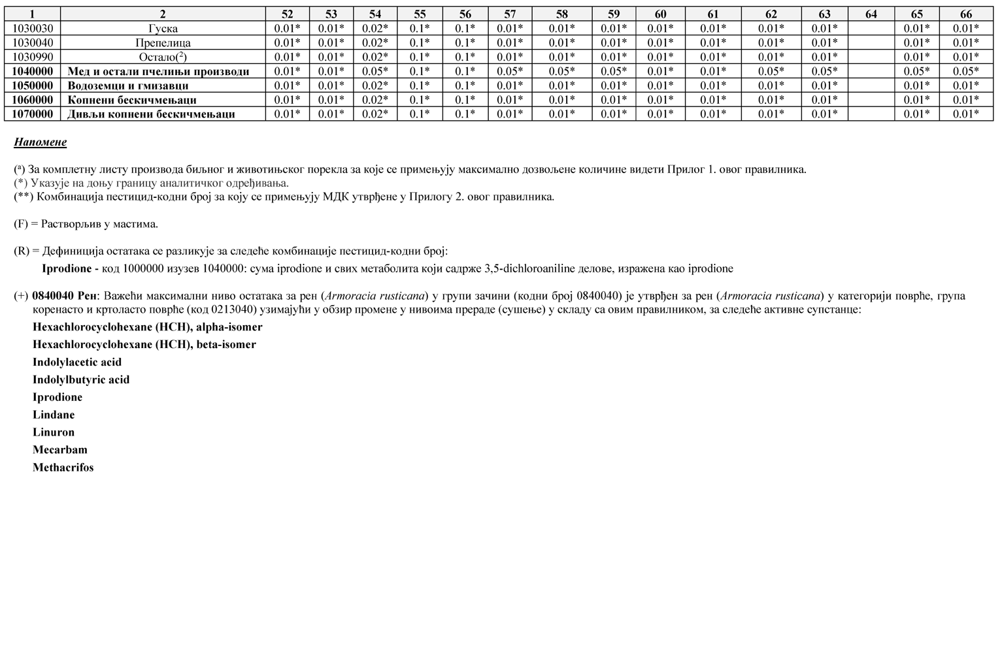 1 2 52 53 54 55 56 57 58 59 60 61 62 63 64 65 66
1030030 Гуска 0.01* 0.01* 0.02* 0.1* 0.1* 0.01* 0.01* 0.01* 0.01* 0.01* 0.01* 0.01* 0.01* 0.01*
1030040 Препелица 0.01* 0.01* 0.02* 0.1* 0.1* 0.01* 0.01* 0.01* 0.01* 0.01* 0.01* 0.01* 0.01* 0.01*
1030990 Остало(²) 0.01* 0.01* 0.02* 0.1* 0.1* 0.01* 0.01* 0.01* 0.01* 0.01* 0.01* 0.01* 0.01* 0.01*
1040000 Мед и остали пчелињи производи 0.01* 0.01* 0.05* 0.1* 0.1* 0.05* 0.05* 0.05* 0.01* 0.01* 0.05* 0.05* 0.05* 0.05*
1050000 Водоземци и гмизавци 0.01* 0.01* 0.02* 0.1* 0.1* 0.01* 0.01* 0.01* 0.01* 0.01* 0.01* 0.01* 0.01* 0.01*
1060000 Копнени бескичмењаци 0.01* 0.01* 0.02* 0.1* 0.1* 0.01* 0.01* 0.01* 0.01* 0.01* 0.01* 0.01* 0.01* 0.01*
1070000 Дивљи копнени бескичмењаци 0.01* 0.01* 0.02* 0.1* 0.1* 0.01* 0.01* 0.01* 0.01* 0.01* 0.01* 0.01* 0.01* 0.01*
Напомене
(ª) За комплетну листу производа биљног и животињског порекла за које се примењују максимално дозвољене количине видети Прилог 1. овог правилника.
(*) Указује на доњу границу аналитичког одређивања.
(**) Комбинација пестицид-кодни број за коју се примењују МДК утврђене у Прилогу 2. овог правилника.
(F) = Растворљив у мастима.
(R) = Дефиниција остатака се разликује за следеће комбинације пестицид-кодни број:
Iprodione - код 1000000 изузев 1040000: сума iprodione и свих метаболита који садрже 3,5-dichloroaniline делове, изражена као iprodione
(+) 0840040 Рен: Важећи максимални ниво остатака за рен (Armoracia rusticana) у групи зачини (кодни број 0840040) је утврђен за рен (Armoracia rusticana) у категорији поврће, група
коренасто и кртоласто поврће (код 0213040) узимајући у обзир промене у нивоима прераде (сушење) у складу са овим правилником, за следеће активне супстанце:
Hexachlorocyclohexane (HCH), alpha-isomer
Hexachlorocyclohexane (HCH), beta-isomer
Indolylacetic acid
Indolylbutyric acid
Iprodione
Lindane
Linuron
Mecarbam
Methacrifos